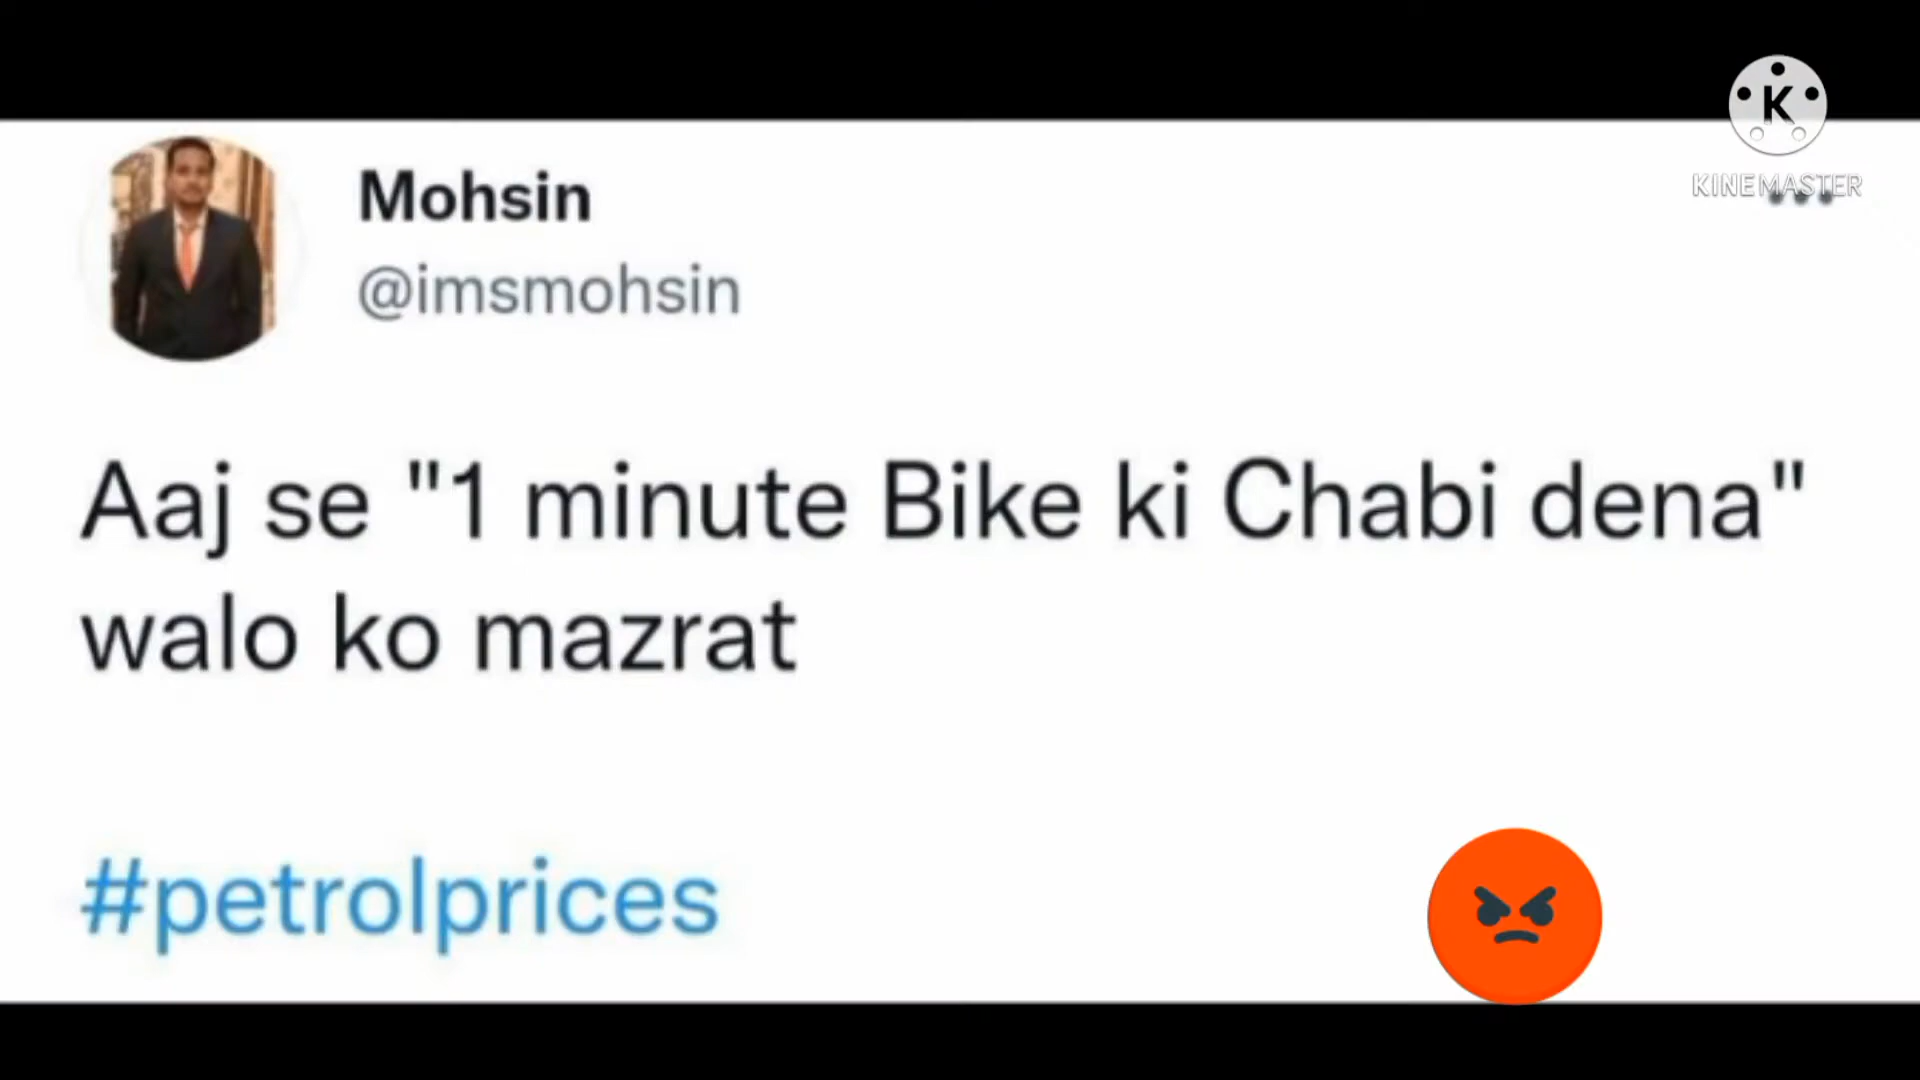 K
KINEMASTER
Mohsin
@imsmohsin
Aaj se "1 minute Bike ki Chabi dena"
walo ko mazrat
#petrolprices